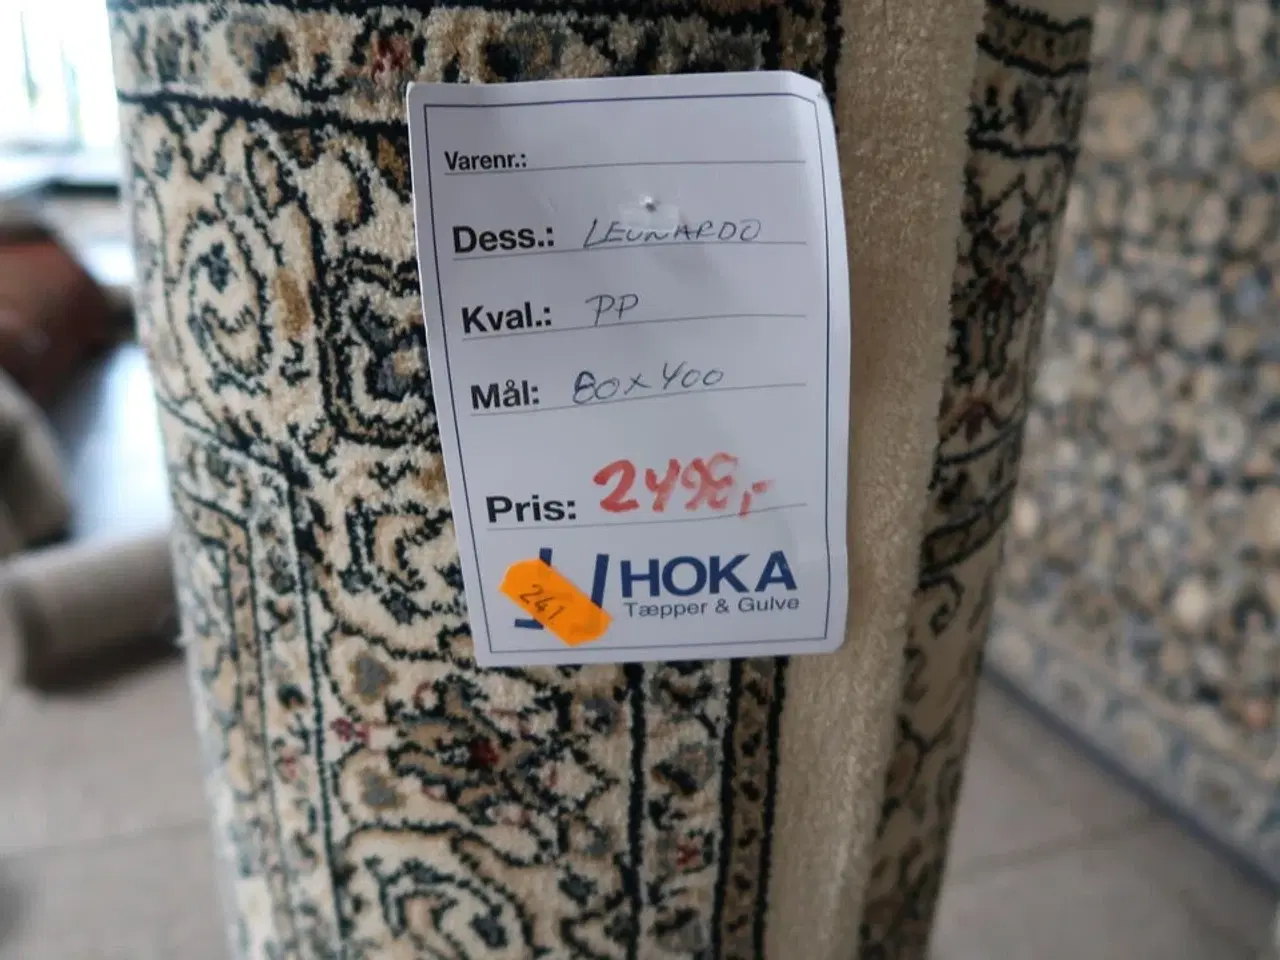 Varenr.:
Dess.: LEONARDO
Kval.: PP
Mål: 80x400
Pris: 2498,-
HOKA
Tæpper & Gulve
241